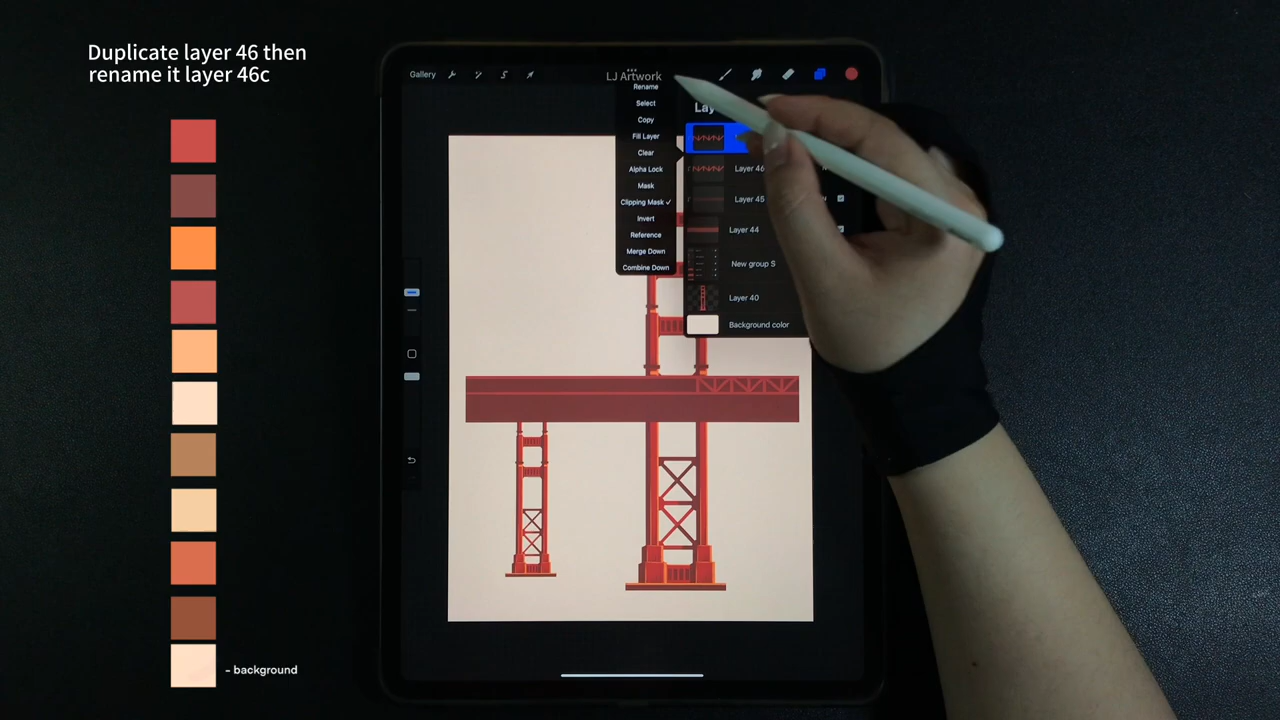 Duplicate layer 46 then
rename it layer 46c
Gallery
LJ Artwork
Rename
Select
Copy
Fill Layer
Clear
Alpha Lock
Mask
Clipping Mask ✓
Invert
Reference
Merge Down
Combine Down
Layer 46
Layer 45
Layer 44
New group S
Layer 40
Background color
- background